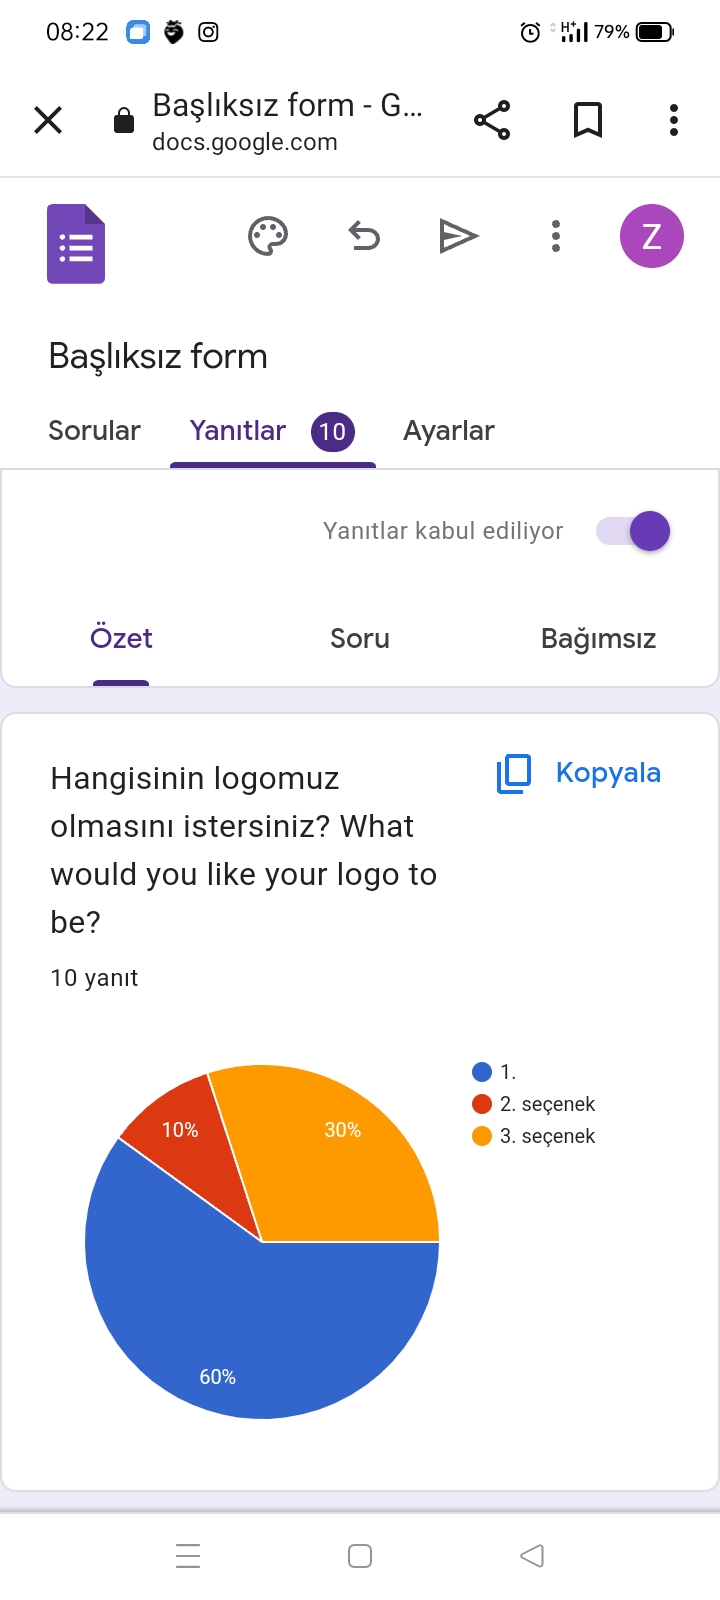 08:22
H+ 79%
Başlıksız form - G...
docs.google.com
Z
Başlıksız form
Sorular Yanıtlar 10 Ayarlar
Yanıtlar kabul ediliyor
Özet Soru Bağımsız
Hangisinin logomuz
olmasını istersiniz? What
would you like your logo to
be?
Kopyala
10 yanıt
1.
2. seçenek
3. seçenek
10%
30%
60%